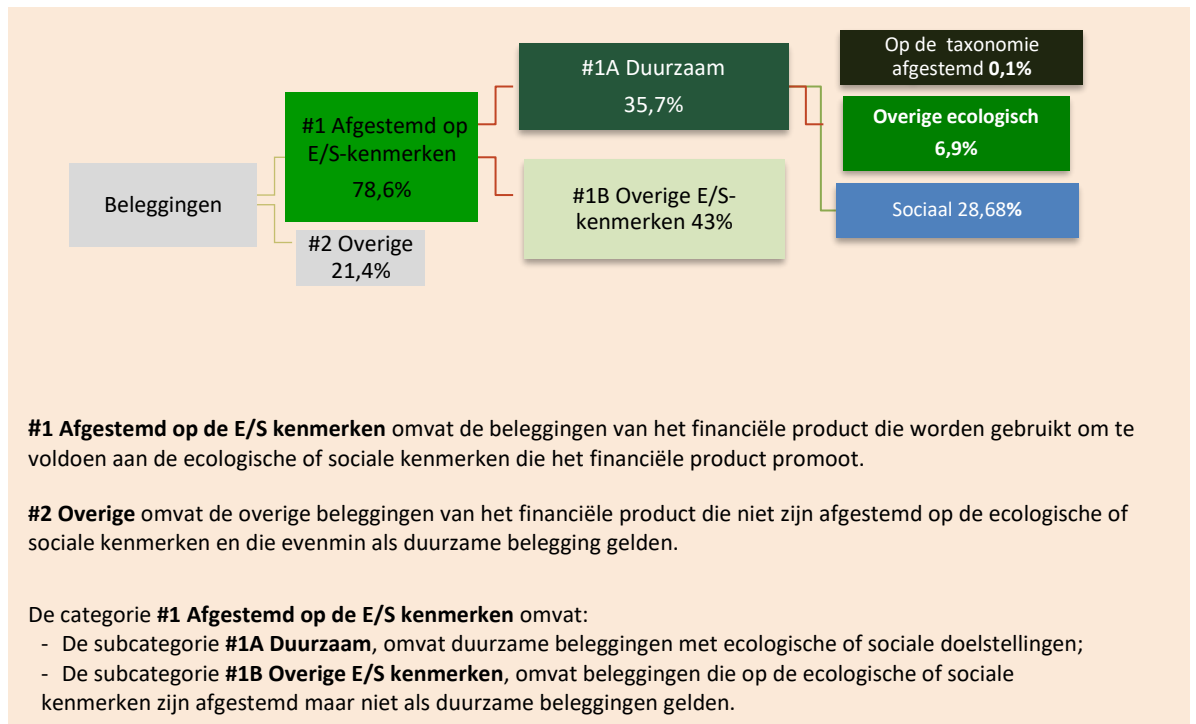 Beleggingen
#1 Afgestemd op
E/S-kenmerken
78,6%
#2 Overige
21,4%
#1A Duurzaam
35,7%
#1B Overige E/S-
kenmerken 43%
Op de taxonomie
afgestemd 0,1%
Overige ecologisch
6,9%
Sociaal 28,68%
#1 Afgestemd op de E/S kenmerken omvat de beleggingen van het financiële product die worden gebruikt om te
voldoen aan de ecologische of sociale kenmerken die het financiële product promoot.
#2 Overige omvat de overige beleggingen van het financiële product die niet zijn afgestemd op de ecologische of
sociale kenmerken en die evenmin als duurzame belegging gelden.
De categorie #1 Afgestemd op de E/S kenmerken omvat:
- De subcategorie #1A Duurzaam, omvat duurzame beleggingen met ecologische of sociale doelstellingen;
- De subcategorie #1B Overige E/S kenmerken, omvat beleggingen die op de ecologische of sociale
kenmerken zijn afgestemd maar niet als duurzame beleggingen gelden.